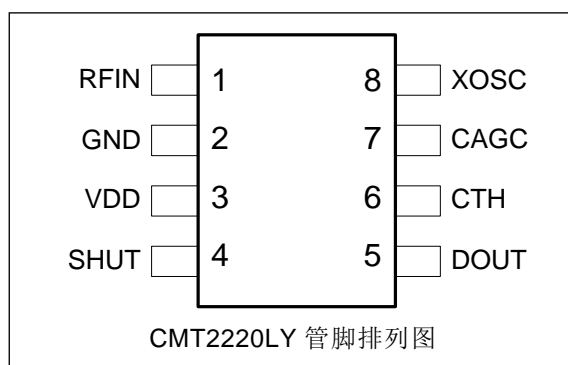 RFIN 1 8 XOSC
GND 2 7 CAGC
VDD 3 6 CTH
SHUT 4 5 DOUT
CMT2220LY 管脚排列图